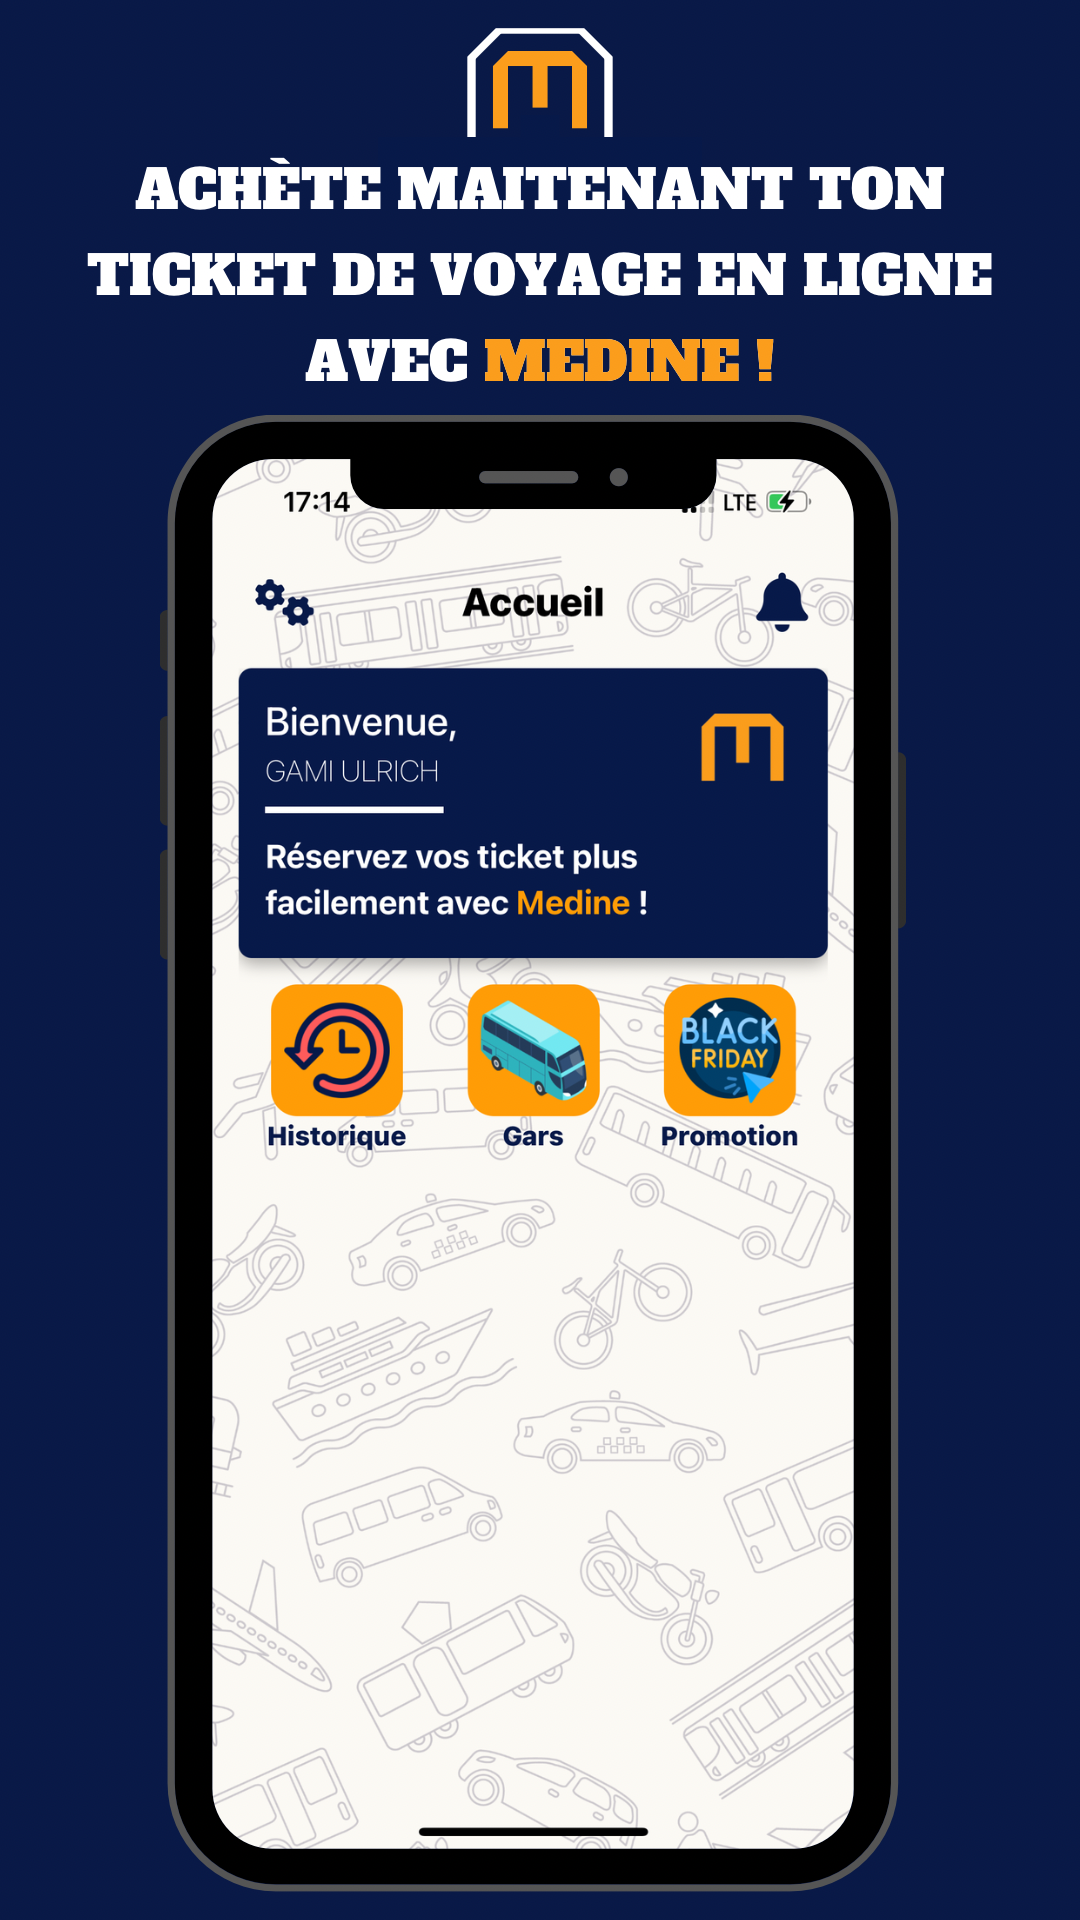 ACHÈTE MAITENANT TON
TICKET DE VOYAGE EN LIGNE
AVEC MEDINE !
17:14
LTE
Accueil
Bienvenue,
GAMI ULRICH
Réservez vos ticket plus
facilement avec Medine !
BLACK
FRIDAY
Historique
Gars
Promotion